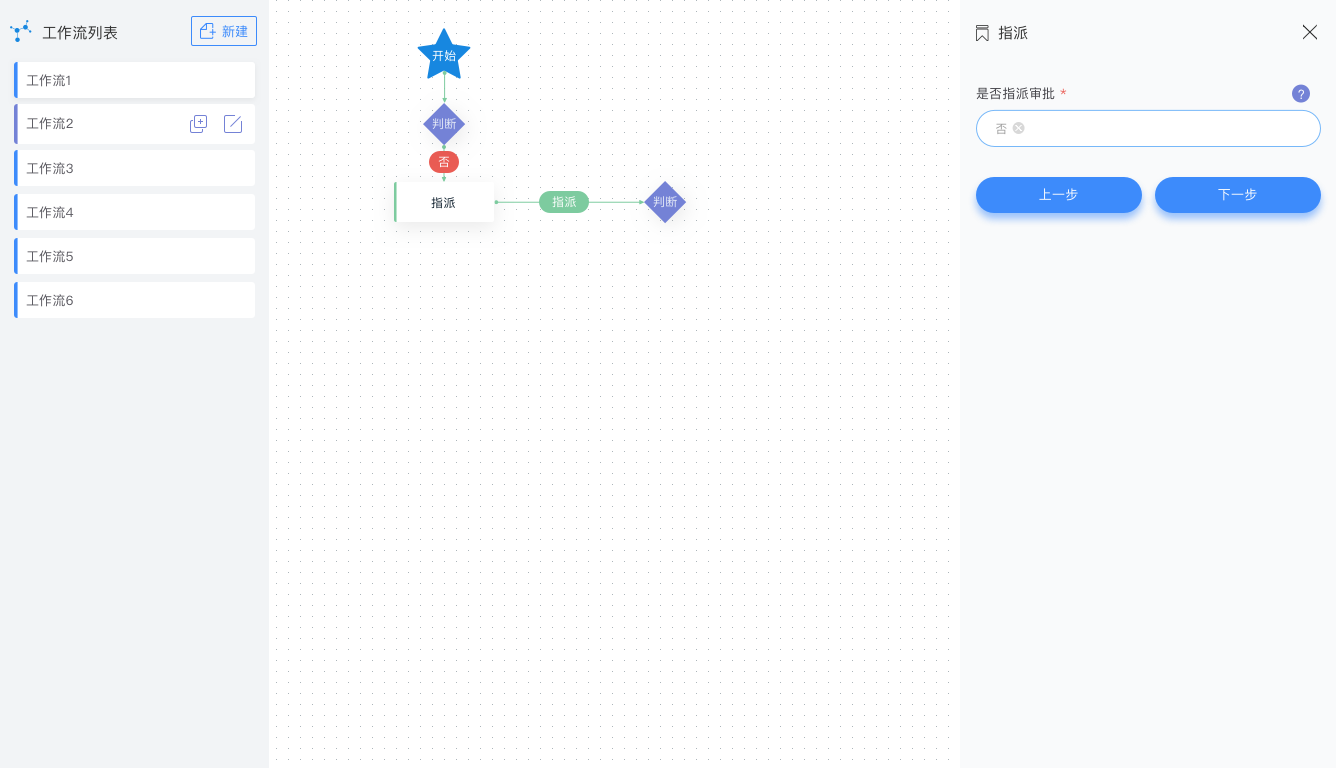 工作流列表
新建
工作流1
工作流2
工作流3
工作流4
工作流5
工作流6
开始
判断
否
指派
指派
判断
指派
是否指派审批 *
?
否
上一步
下一步